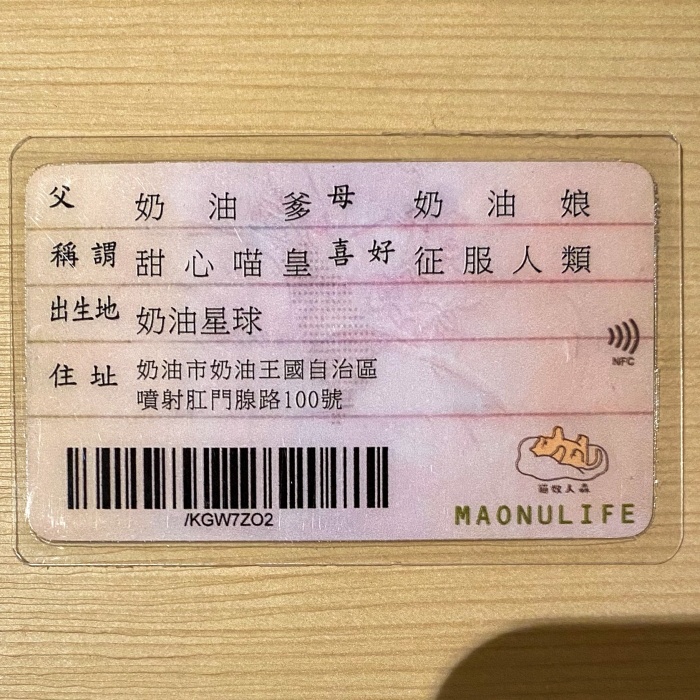 父 奶油爹 母 奶油娘
稱謂 甜心喵皇 喜好 征服人類
出生地 奶油星球
住址 奶油市奶油王國自治區
噴射肛門腺路100號
NFC
/KGW7ZO2
貓奴人森
MAONULIFE